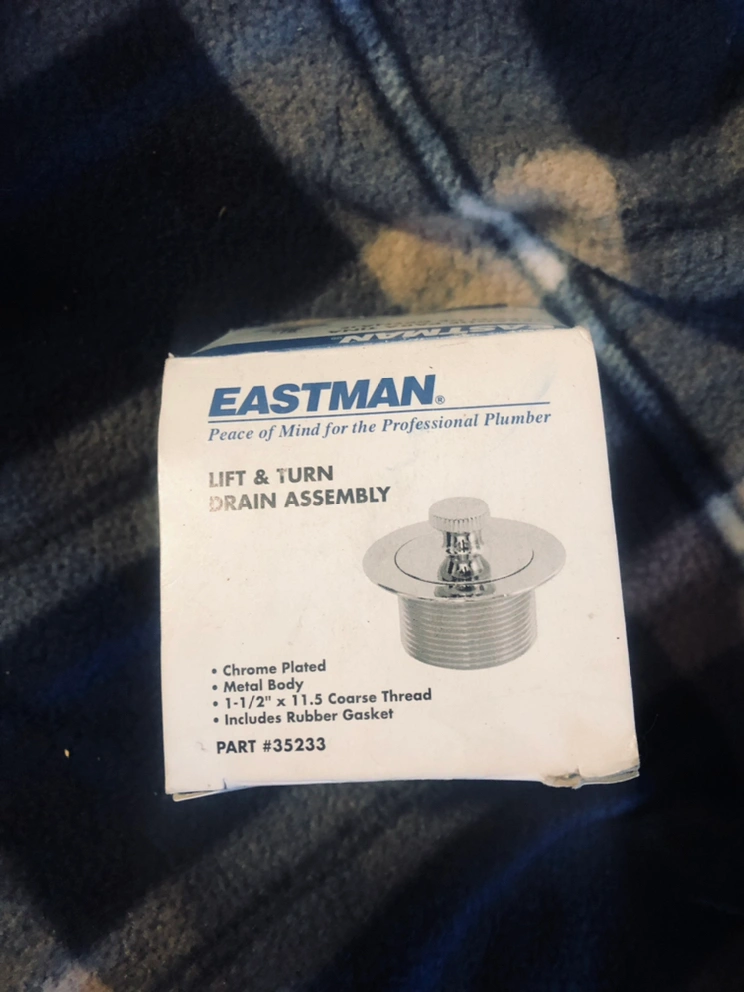 EASTMAN
EASTMAN®
Peace of Mind for the Professional Plumber
LIFT & TURN
DRAIN ASSEMBLY
• Chrome Plated
• Metal Body
• 1-1/2" x 11.5 Coarse Thread
• Includes Rubber Gasket
PART #35233